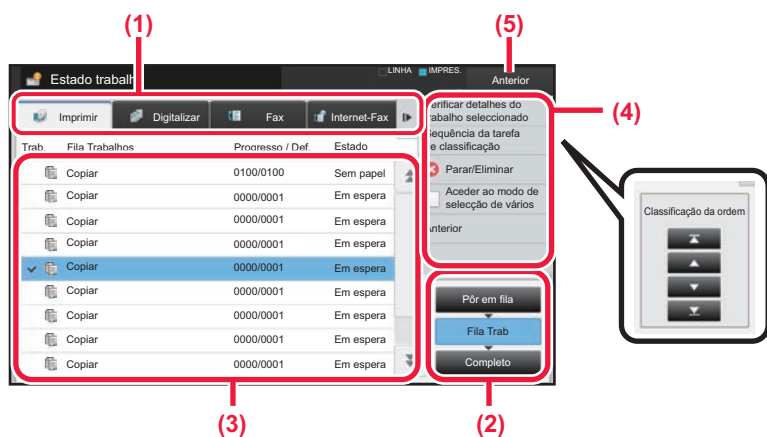 (1)
(5)
Estado trabalh
LINHA
IMPRES.
Anterior
Imprimir
Digitalizar
Fax
Internet-Fax
Trab.
Fila Trabalhos
Progresso / Def.
Estado
Copiar 0100/0100 Sem papel
Copiar 0000/0001 Em espera
Copiar 0000/0001 Em espera
Copiar 0000/0001 Em espera
Copiar 0000/0001 Em espera
Copiar 0000/0001 Em espera
Copiar 0000/0001 Em espera
Copiar 0000/0001 Em espera
Copiar 0000/0001 Em espera
erificar detalhes do
rabalho seleccionado
equência da tarefa
e classificação
Parar/Eliminar
Aceder ao modo de
selecção de vários
nterior
(4)
Classificação da ordem
Pôr em fila
Fila Trab
Completo
(3)
(2)